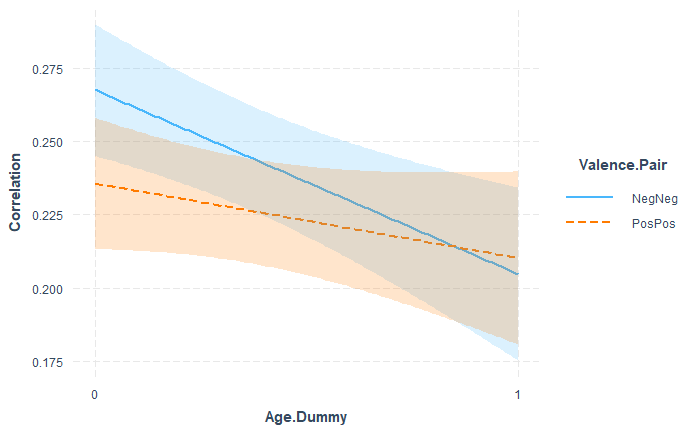 0.275
0.250
0.225
0.200
0.175
Correlation
0
1
Age.Dummy
Valence.Pair
NegNeg
PosPos